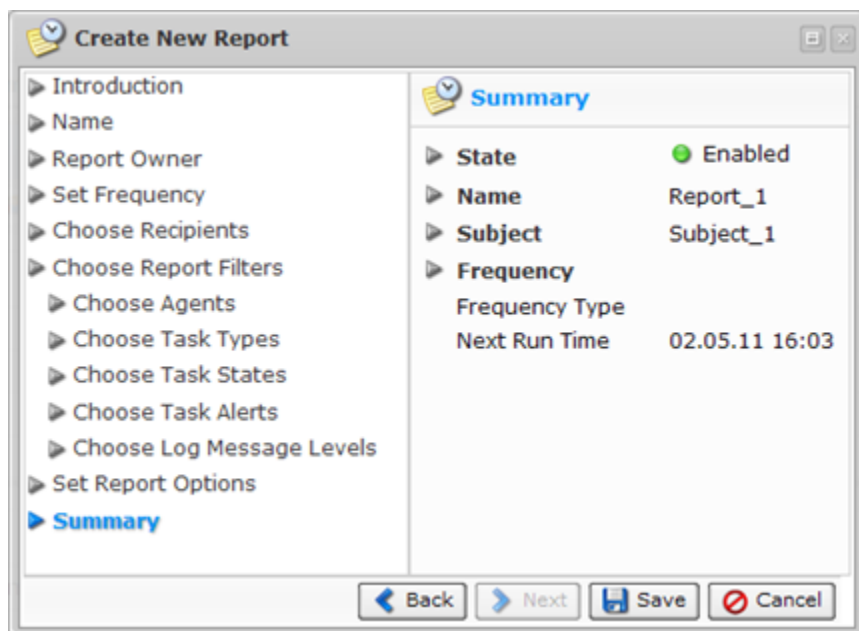 Create New Report
Introduction
Name
Report Owner
Set Frequency
Choose Recipients
Choose Report Filters
Choose Agents
Choose Task Types
Choose Task States
Choose Task Alerts
Choose Log Message Levels
Set Report Options
Summary
Summary
State Enabled
Name Report_1
Subject Subject_1
Frequency
Frequency Type
Next Run Time 02.05.11 16:03
Back Next Save Cancel